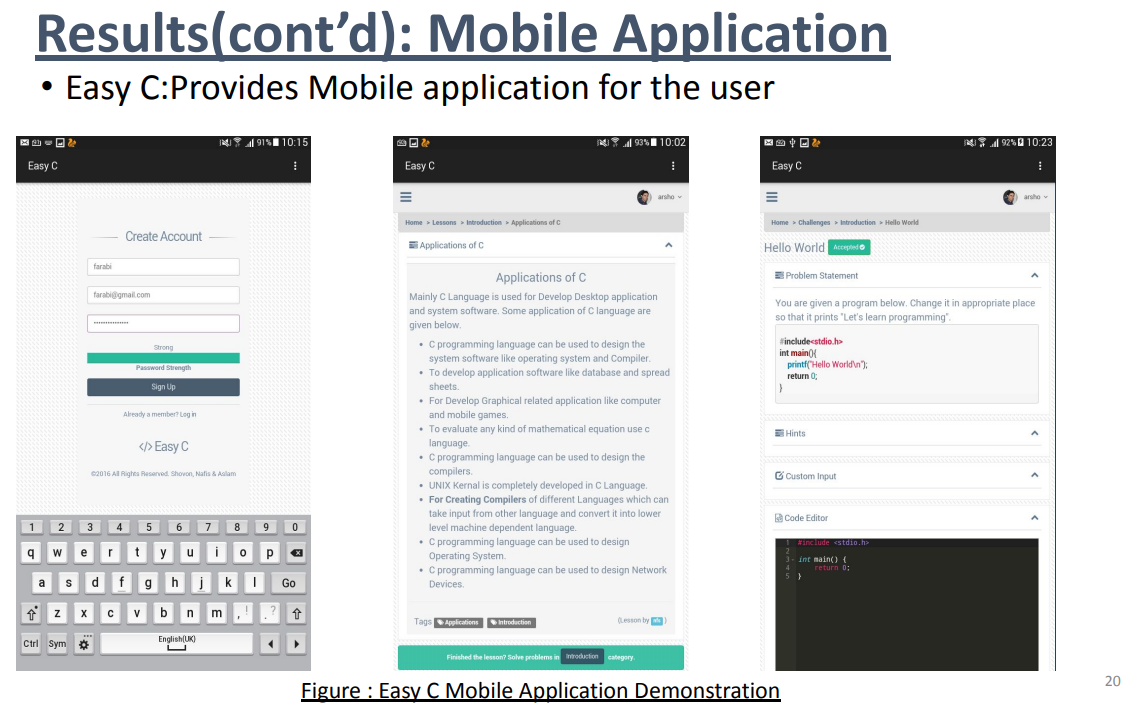 Results(cont’d): Mobile Application
• Easy C:Provides Mobile application for the user
91% 10:15
Easy C
Create Account
farabi
farabi@gmail.com
Strong
Password Strength
Sign Up
Already a member? Log in
</> Easy C
©2016 All Rights Reserved. Shovon, Nafis & Aslam
1 2 3 4 5 6 7 8 9 0
q w e r t y u i o p
a s d f g h j k l Go
z x c v b n m , ! . ?
Ctrl Sym English(UK)
93% 10:02
Easy C
arsho
Home > Lessons > Introduction > Applications of C
Applications of C
Applications of C
Mainly C Language is used for Develop Desktop application
and system software. Some application of C language are
given below.
• C programming language can be used to design the
system software like operating system and Compiler.
• To develop application software like database and spread
sheets.
• For Develop Graphical related application like computer
and mobile games.
• To evaluate any kind of mathematical equation use c
language.
• C programming language can be used to design the
compilers.
• UNIX Kernal is completely developed in C Language.
• For Creating Compilers of different Languages which can
take input from other language and convert it into lower
level machine dependent language.
• C programming language can be used to design
Operating System.
• C programming language can be used to design Network
Devices.
Tags Applications Introduction (Lesson by )
Finished the lesson? Solve problems in Introduction category.
92% 10:23
Easy C
arsho
Home > Challenges > Introduction > Hello World
Hello World Accepted
Problem Statement
You are given a program below. Change it in appropriate place
so that it prints "Let's learn programming".
#include<stdio.h>
int main(){
printf("Hello World\n");
return 0;
}
Hints
Custom Input
Code Editor
1 #include <stdio.h>
2
3 int main() {
4 return 0;
5 }
Figure : Easy C Mobile Application Demonstration
20